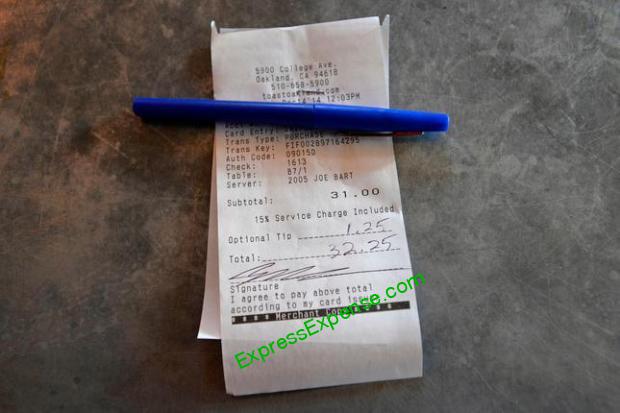 5900 College Ave.
Oakland, CA 94618
510-658-5900
toastoakland.com
14'14 12:03PM
Card Entry:
Trans Type: PURCHASE
Trans Key: FIF002897164295
Auth Code: 090150
Check: 1613
Table: 87/1
Server: 2005 JOE BART
Subtotal: 31.00
15% Service Charge Included
Optional Tip 1.25
Total: 32.25
Signature
I agree to pay above total
according to my card
* * * * Merchant Copy * * * *
ExpressExpense.com